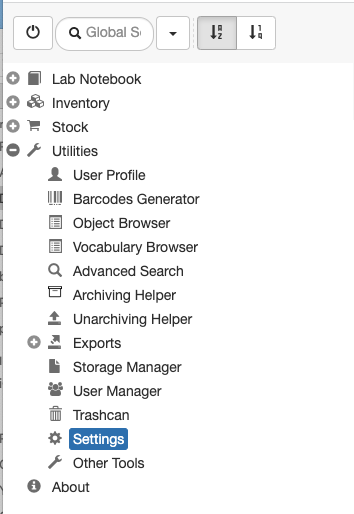 Global Se
Lab Notebook
Inventory
Stock
Utilities
User Profile
Barcodes Generator
Object Browser
Vocabulary Browser
Advanced Search
Archiving Helper
Unarchiving Helper
Exports
Storage Manager
User Manager
Trashcan
Settings
Other Tools
About